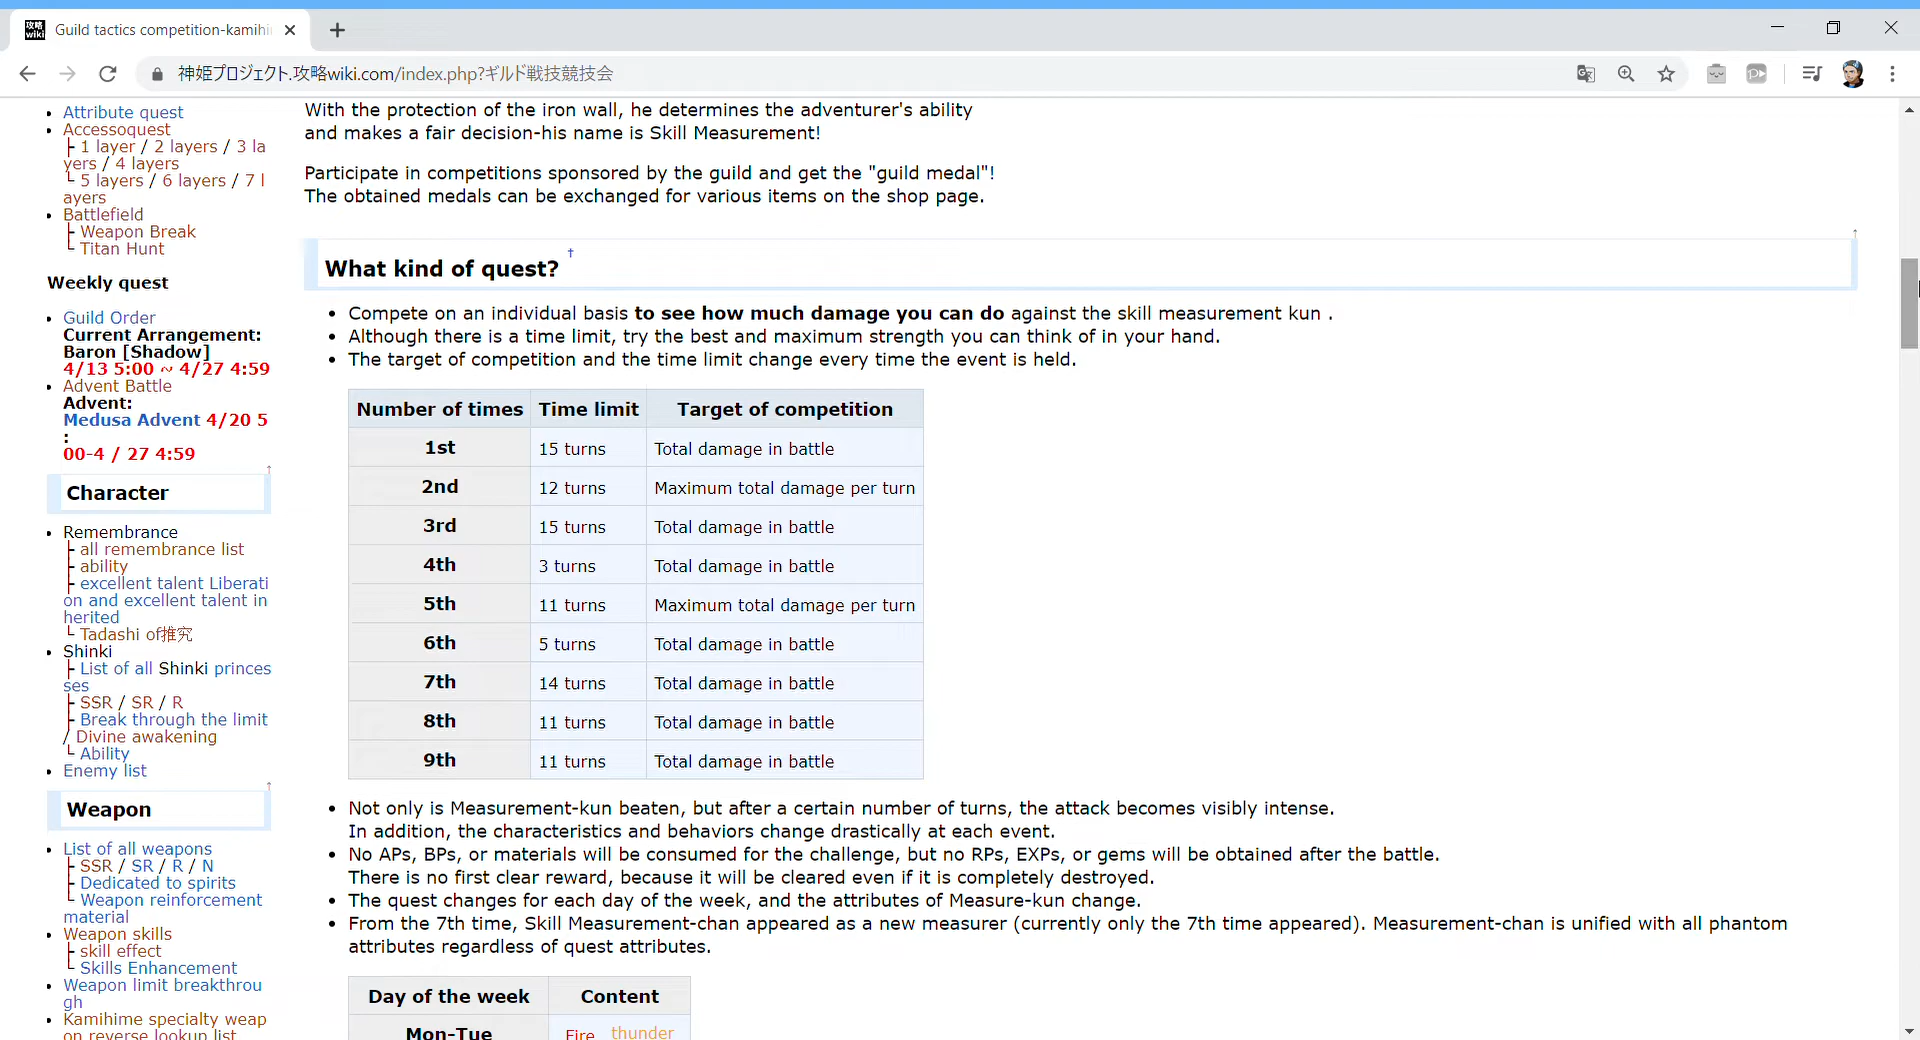 Guild tactics competition-kamihi
神姫プロジェクト.攻略wiki.com/index.php?ギルド戦技競技会
Attribute quest
Accessoquest
├ 1 layer / 2 layers / 3 la
yers / 4 layers
└ 5 layers / 6 layers / 7 l
ayers
Battlefield
├ Weapon Break
└ Titan Hunt
Weekly quest
Guild Order
Current Arrangement:
Baron [Shadow]
4/13 5:00 ~ 4/27 4:59
Advent Battle
Advent:
Medusa Advent 4/20 5
:
00-4 / 27 4:59
Character
Remembrance
├ all remembrance list
├ ability
├ excellent talent Liberati
on and excellent talent in
herited
└ Tadashi of推究
Shinki
├ List of all Shinki princes
ses
├ SSR / SR / R
├ Break through the limit
/ Divine awakening
└ Ability
Enemy list
Weapon
List of all weapons
├ SSR / SR / R / N
├ Dedicated to spirits
└ Weapon reinforcement
material
Weapon skills
├ skill effect
└ Skills Enhancement
Weapon limit breakthrou
gh
Kamihime specialty weap
on reverse lookup list
With the protection of the iron wall, he determines the adventurer's ability
and makes a fair decision-his name is Skill Measurement!
Participate in competitions sponsored by the guild and get the "guild medal"!
The obtained medals can be exchanged for various items on the shop page.
What kind of quest? †
Compete on an individual basis to see how much damage you can do against the skill measurement kun .
Although there is a time limit, try the best and maximum strength you can think of in your hand.
The target of competition and the time limit change every time the event is held.
Number of times Time limit Target of competition
1st 15 turns Total damage in battle
2nd 12 turns Maximum total damage per turn
3rd 15 turns Total damage in battle
4th 3 turns Total damage in battle
5th 11 turns Maximum total damage per turn
6th 5 turns Total damage in battle
7th 14 turns Total damage in battle
8th 11 turns Total damage in battle
9th 11 turns Total damage in battle
Not only is Measurement-kun beaten, but after a certain number of turns, the attack becomes visibly intense.
In addition, the characteristics and behaviors change drastically at each event.
No APs, BPs, or materials will be consumed for the challenge, but no RPs, EXPs, or gems will be obtained after the battle.
There is no first clear reward, because it will be cleared even if it is completely destroyed.
The quest changes for each day of the week, and the attributes of Measure-kun change.
From the 7th time, Skill Measurement-chan appeared as a new measurer (currently only the 7th time appeared). Measurement-chan is unified with all phantom
attributes regardless of quest attributes.
Day of the week Content
Mon-Tue Fire thunder